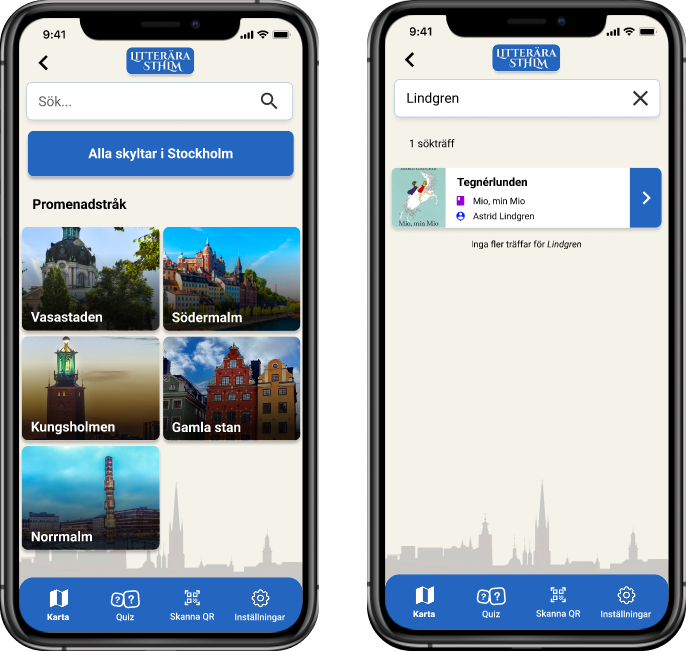 9:41
LITTERÄRA
STHLM
Sök...
Alla skyltar i Stockholm
Promenadstråk
Vasastaden
Södermalm
Kungsholmen
Gamla stan
Norrmalm
Karta
Quiz
Skanna QR
Inställningar
9:41
LITTERÄRA
STHLM
Lindgren
1 sökträff
Tegnérlunden
Mio, min Mio
Astrid Lindgren
Mio, min Mio
Inga fler träffar för Lindgren
Karta
Quiz
Skanna QR
Inställningar